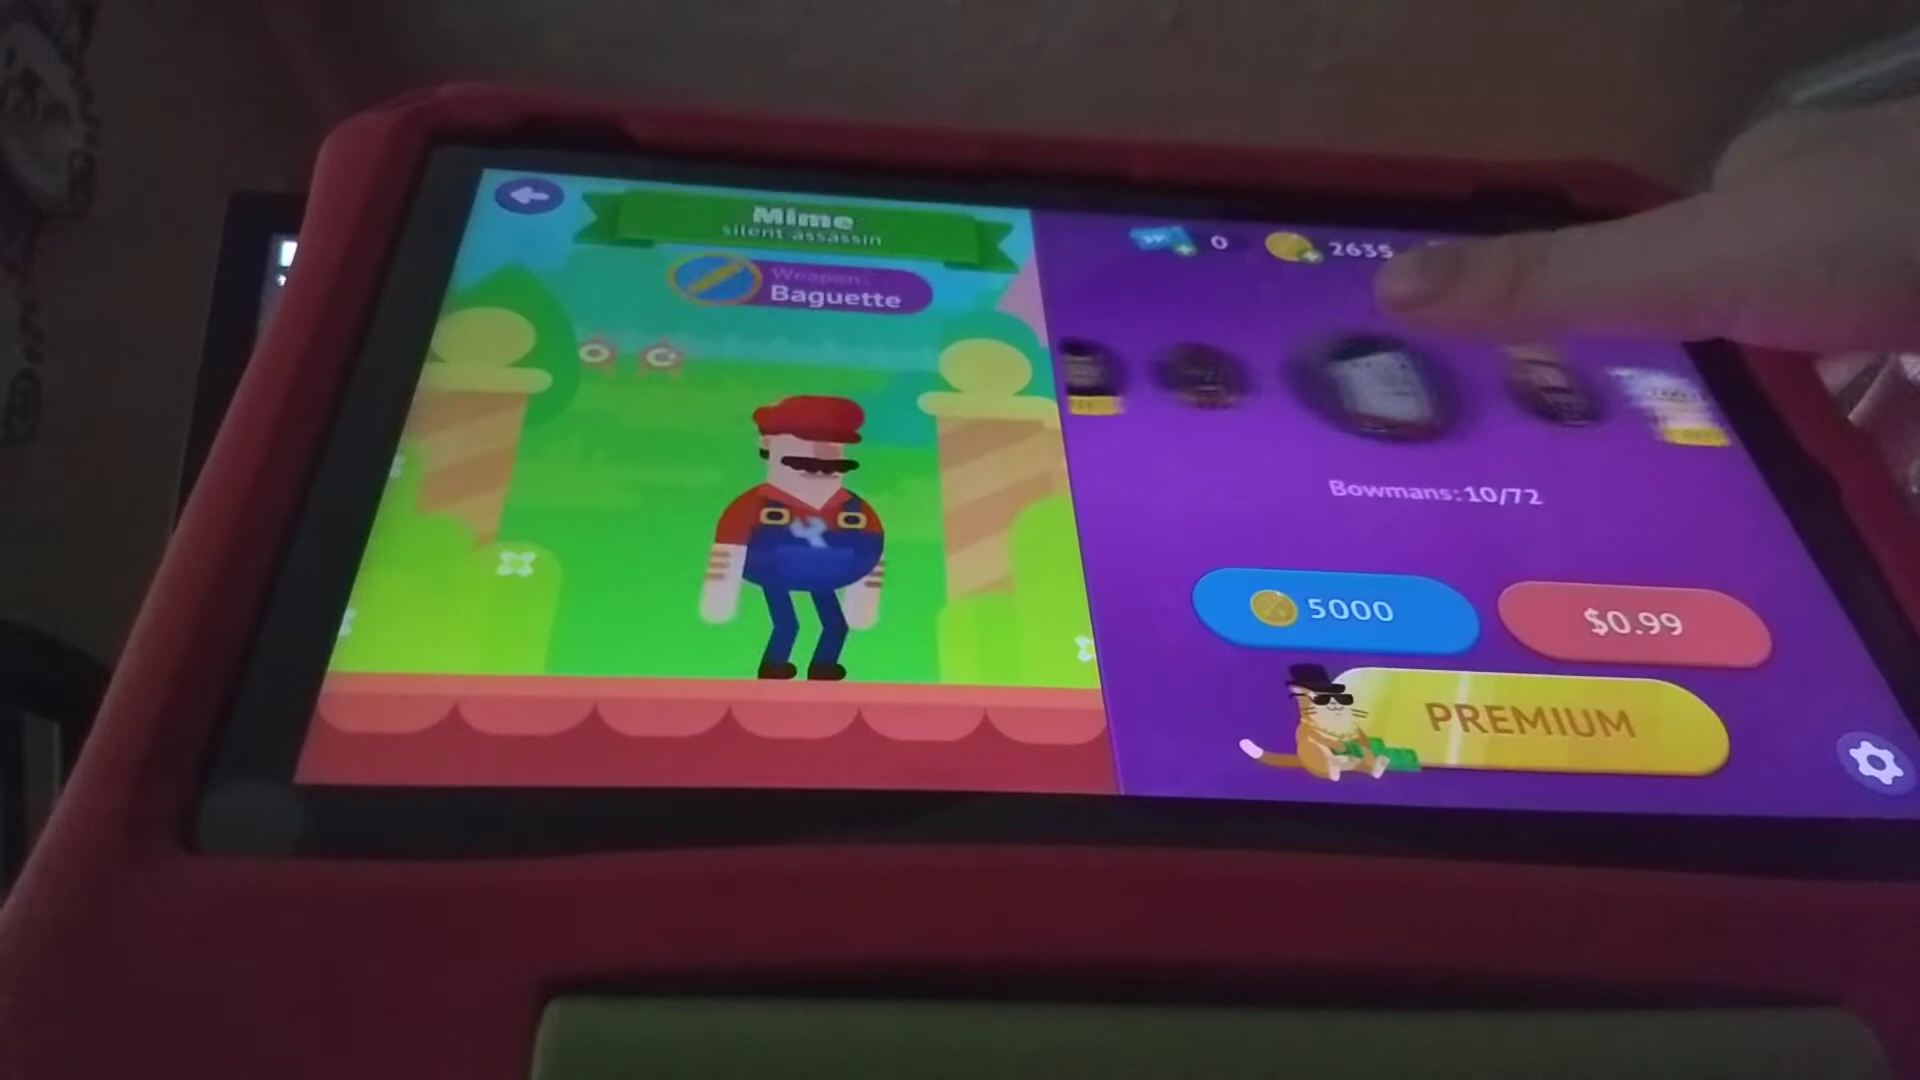 Mime
silent assassin
Weapon:
Baguette
0
2635
Bowmans:10/72
5000
$0.99
PREMIUM